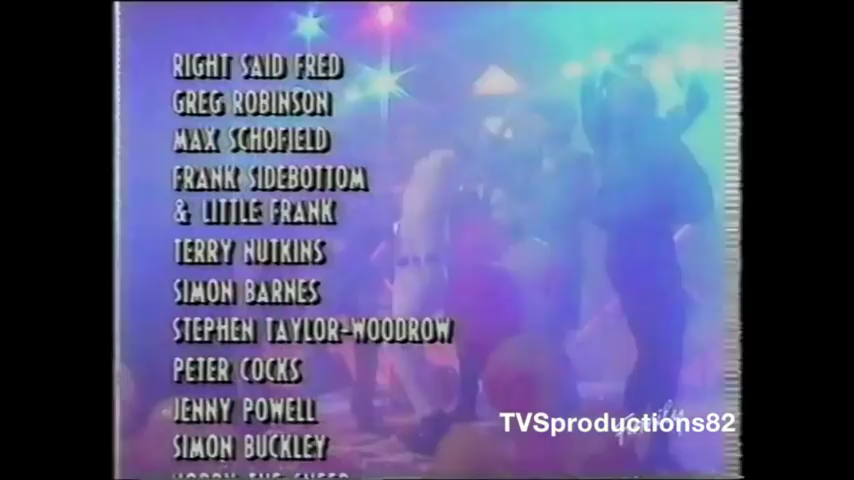 RIGHT SAID FRED
GREG ROBINSON
MAX SCHOFIELD
FRANK SIDEBOTTOM
& LITTLE FRANK
TERRY NUTKINS
SIMON BARNES
STEPHEN TAYLOR-WOODROW
PETER COCKS
JENNY POWELL
SIMON BUCKLEY
TVSproductions82
Family